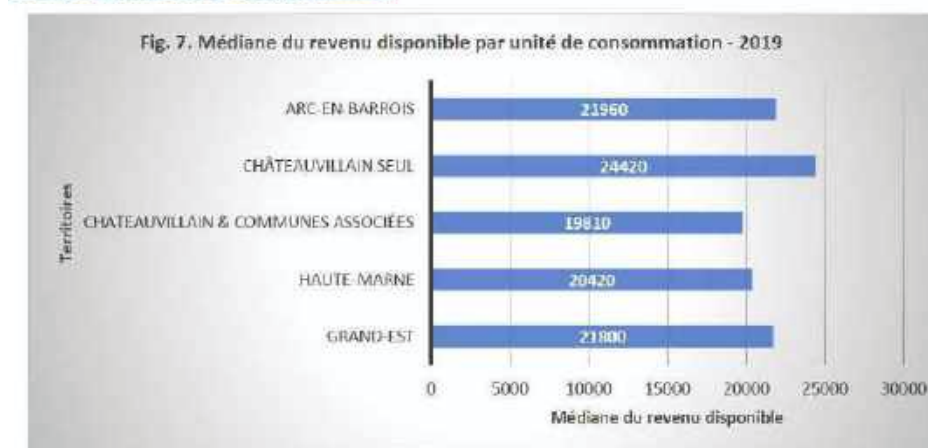 Fig. 7. Médiane du revenu disponible par unité de consommation - 2019
Territoires
ARC-EN-BARROIS 21960
CHÂTEAUVILLAIN SEUL 24420
CHATEAUVILLAIN & COMMUNES ASSOCIÉES 19810
HAUTE-MARNE 20420
GRAND-EST 21800
0 5000 10000 15000 20000 25000 30000
Médiane du revenu disponible